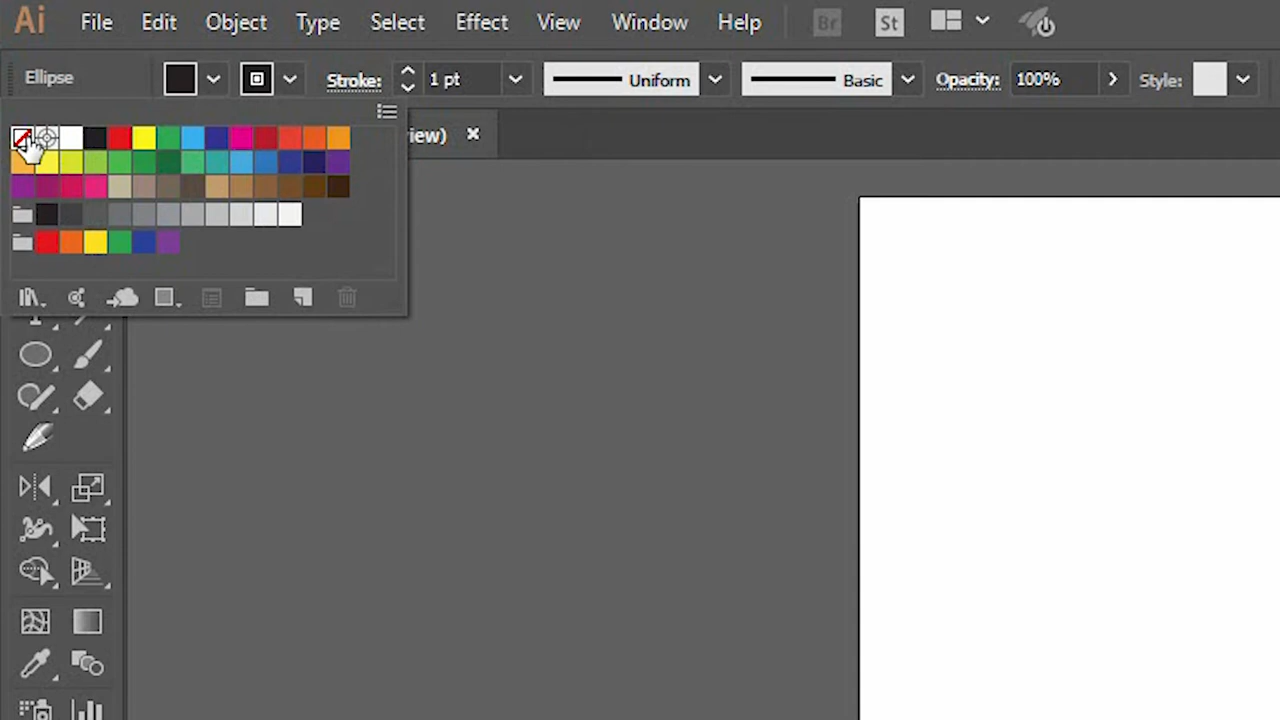 Ai File Edit Object Type Select Effect View Window Help Br St
Ellipse Stroke: 1 pt Uniform Basic Opacity: 100% Style:
iew)